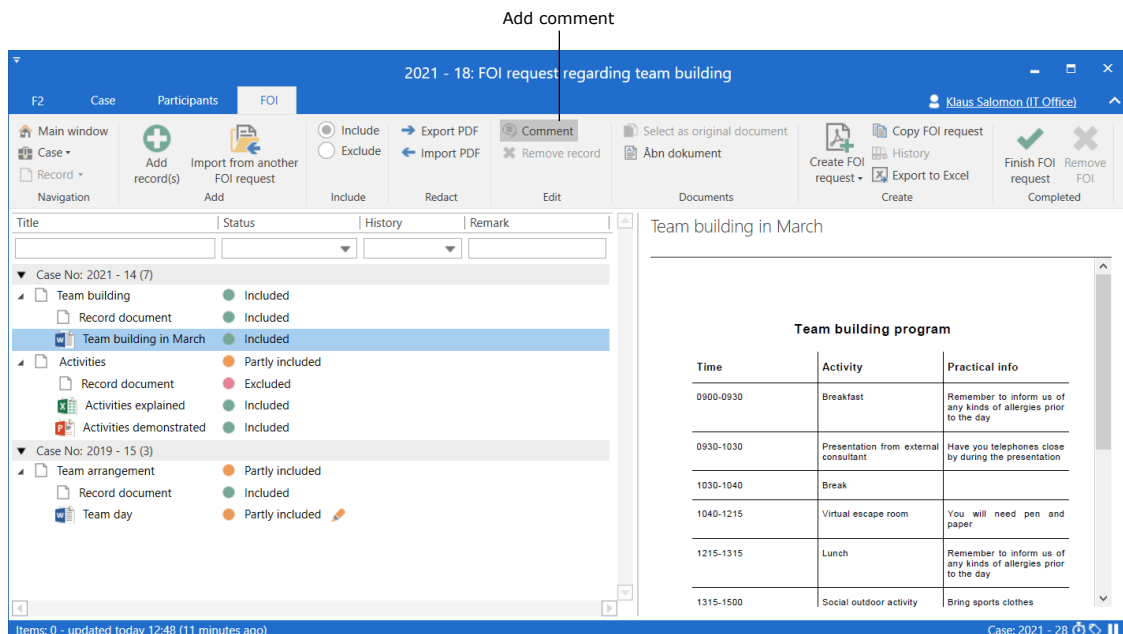 Add comment
2021 - 18: FOI request regarding team building
F2 Case Participants FOI Klaus Salomon (IT Office)
Main window
Case
Record
Navigation
Add
record(s)
Import from another
FOI request
Add
Include
Exclude
Include
Export PDF
Import PDF
Redact
Comment
Remove record
Edit
Select as original document
Åbn dokument
Documents
Create FOI
request
Copy FOI request
History
Export to Excel
Create
Finish FOI
request
Remove
FOI
Completed
Title Status History Remark
Case No: 2021 - 14 (7)
Team building Included
Record document Included
Team building in March Included
Activities Partly included
Record document Excluded
Activities explained Included
Activities demonstrated Included
Case No: 2019 - 15 (3)
Team arrangement Partly included
Record document Included
Team day Partly included
Team building in March
Team building program
Time Activity Practical info
0900-0930 Breakfast Remember to inform us of
any kinds of allergies prior
to the day
0930-1030 Presentation from external Have you telephones close
consultant by during the presentation
1030-1040 Break
1040-1215 Virtual escape room You will need pen and
paper
1215-1315 Lunch Remember to inform us of
any kinds of allergies prior
to the day
1315-1500 Social outdoor activity Bring sports clothes
Items: 0 - updated today 12:48 (11 minutes ago) Case: 2021 - 28